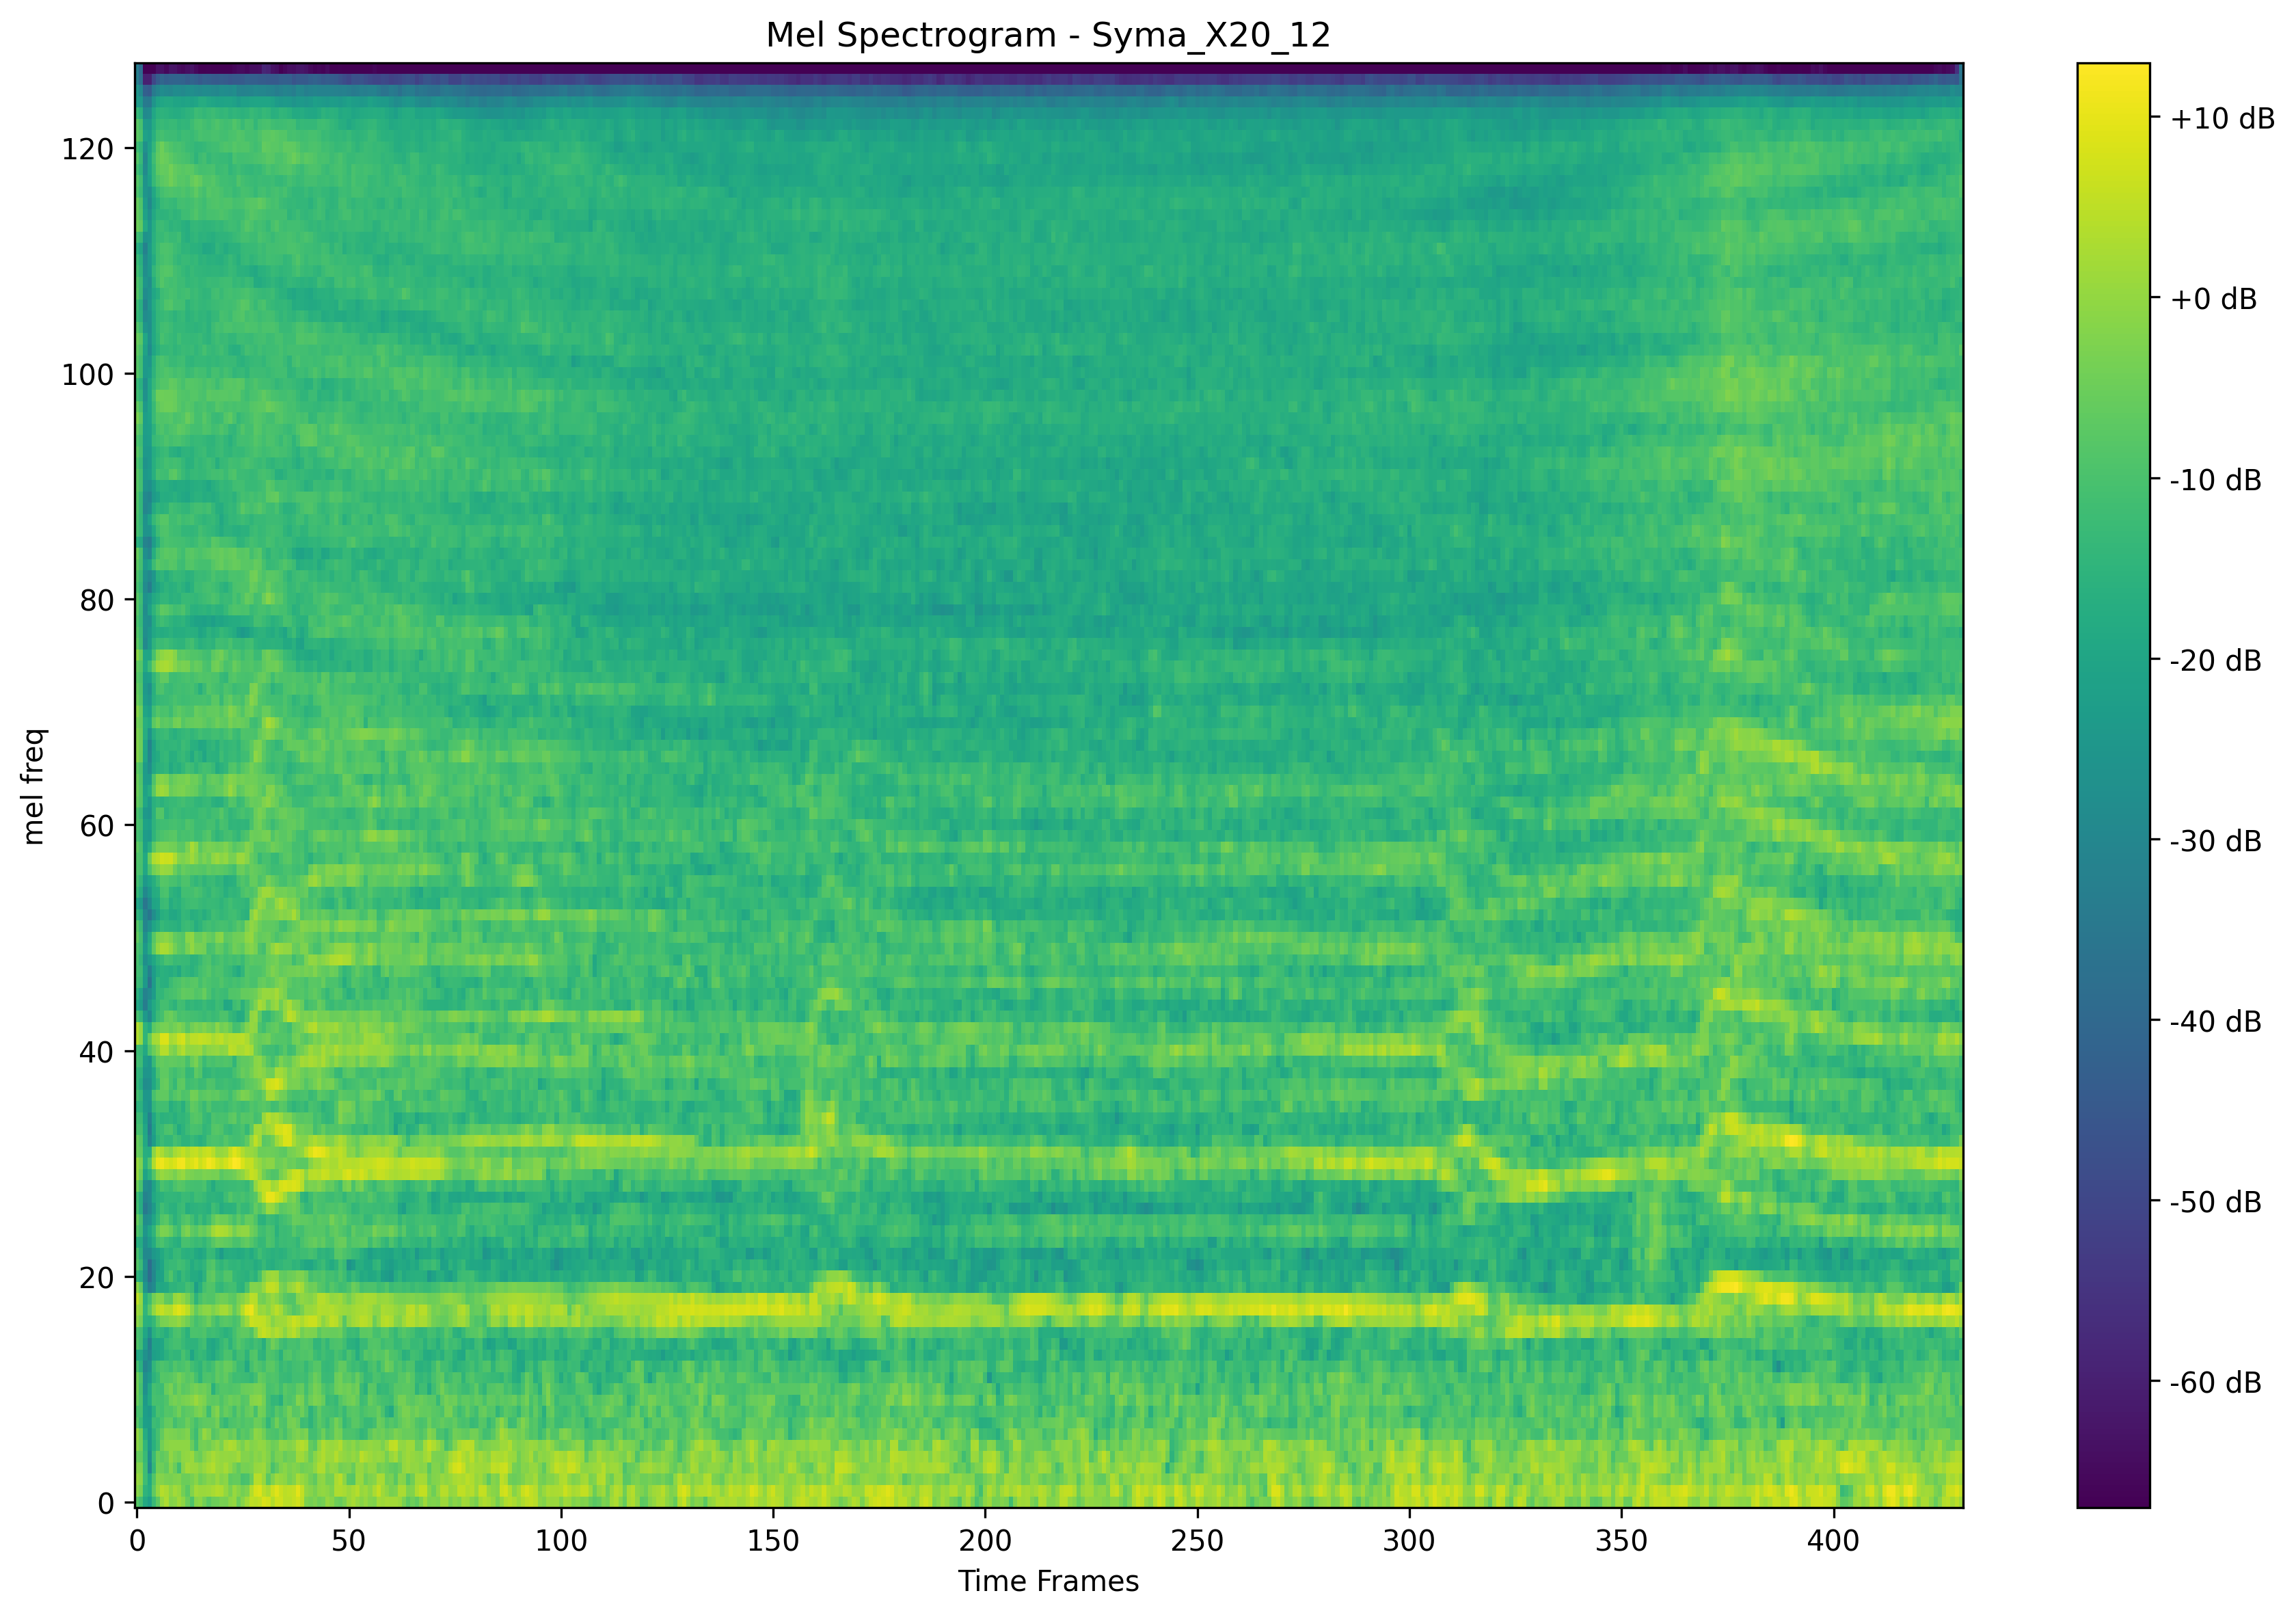 Mel Spectrogram - Syma_X20_12
mel freq
120
100
80
60
40
20
0
0 50 100 150 200 250 300 350 400
Time Frames
+10 dB
+0 dB
-10 dB
-20 dB
-30 dB
-40 dB
-50 dB
-60 dB